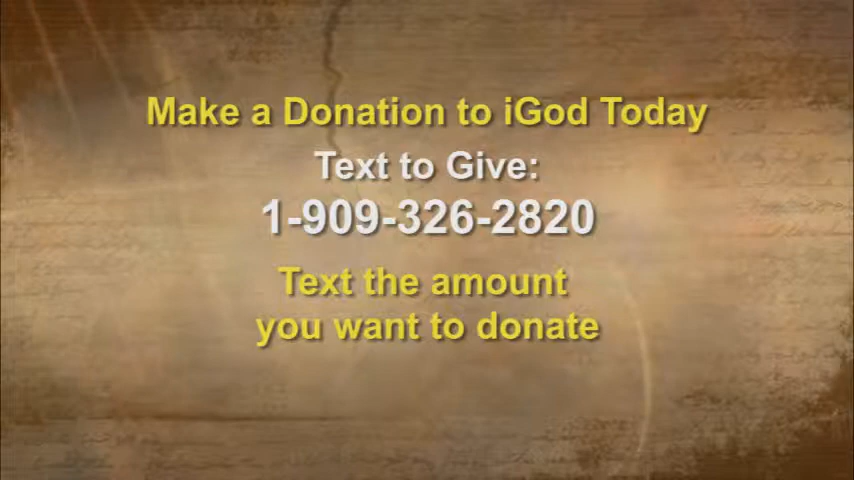 Make a Donation to iGod Today
Text to Give:
1-909-326-2820
Text the amount
you want to donate